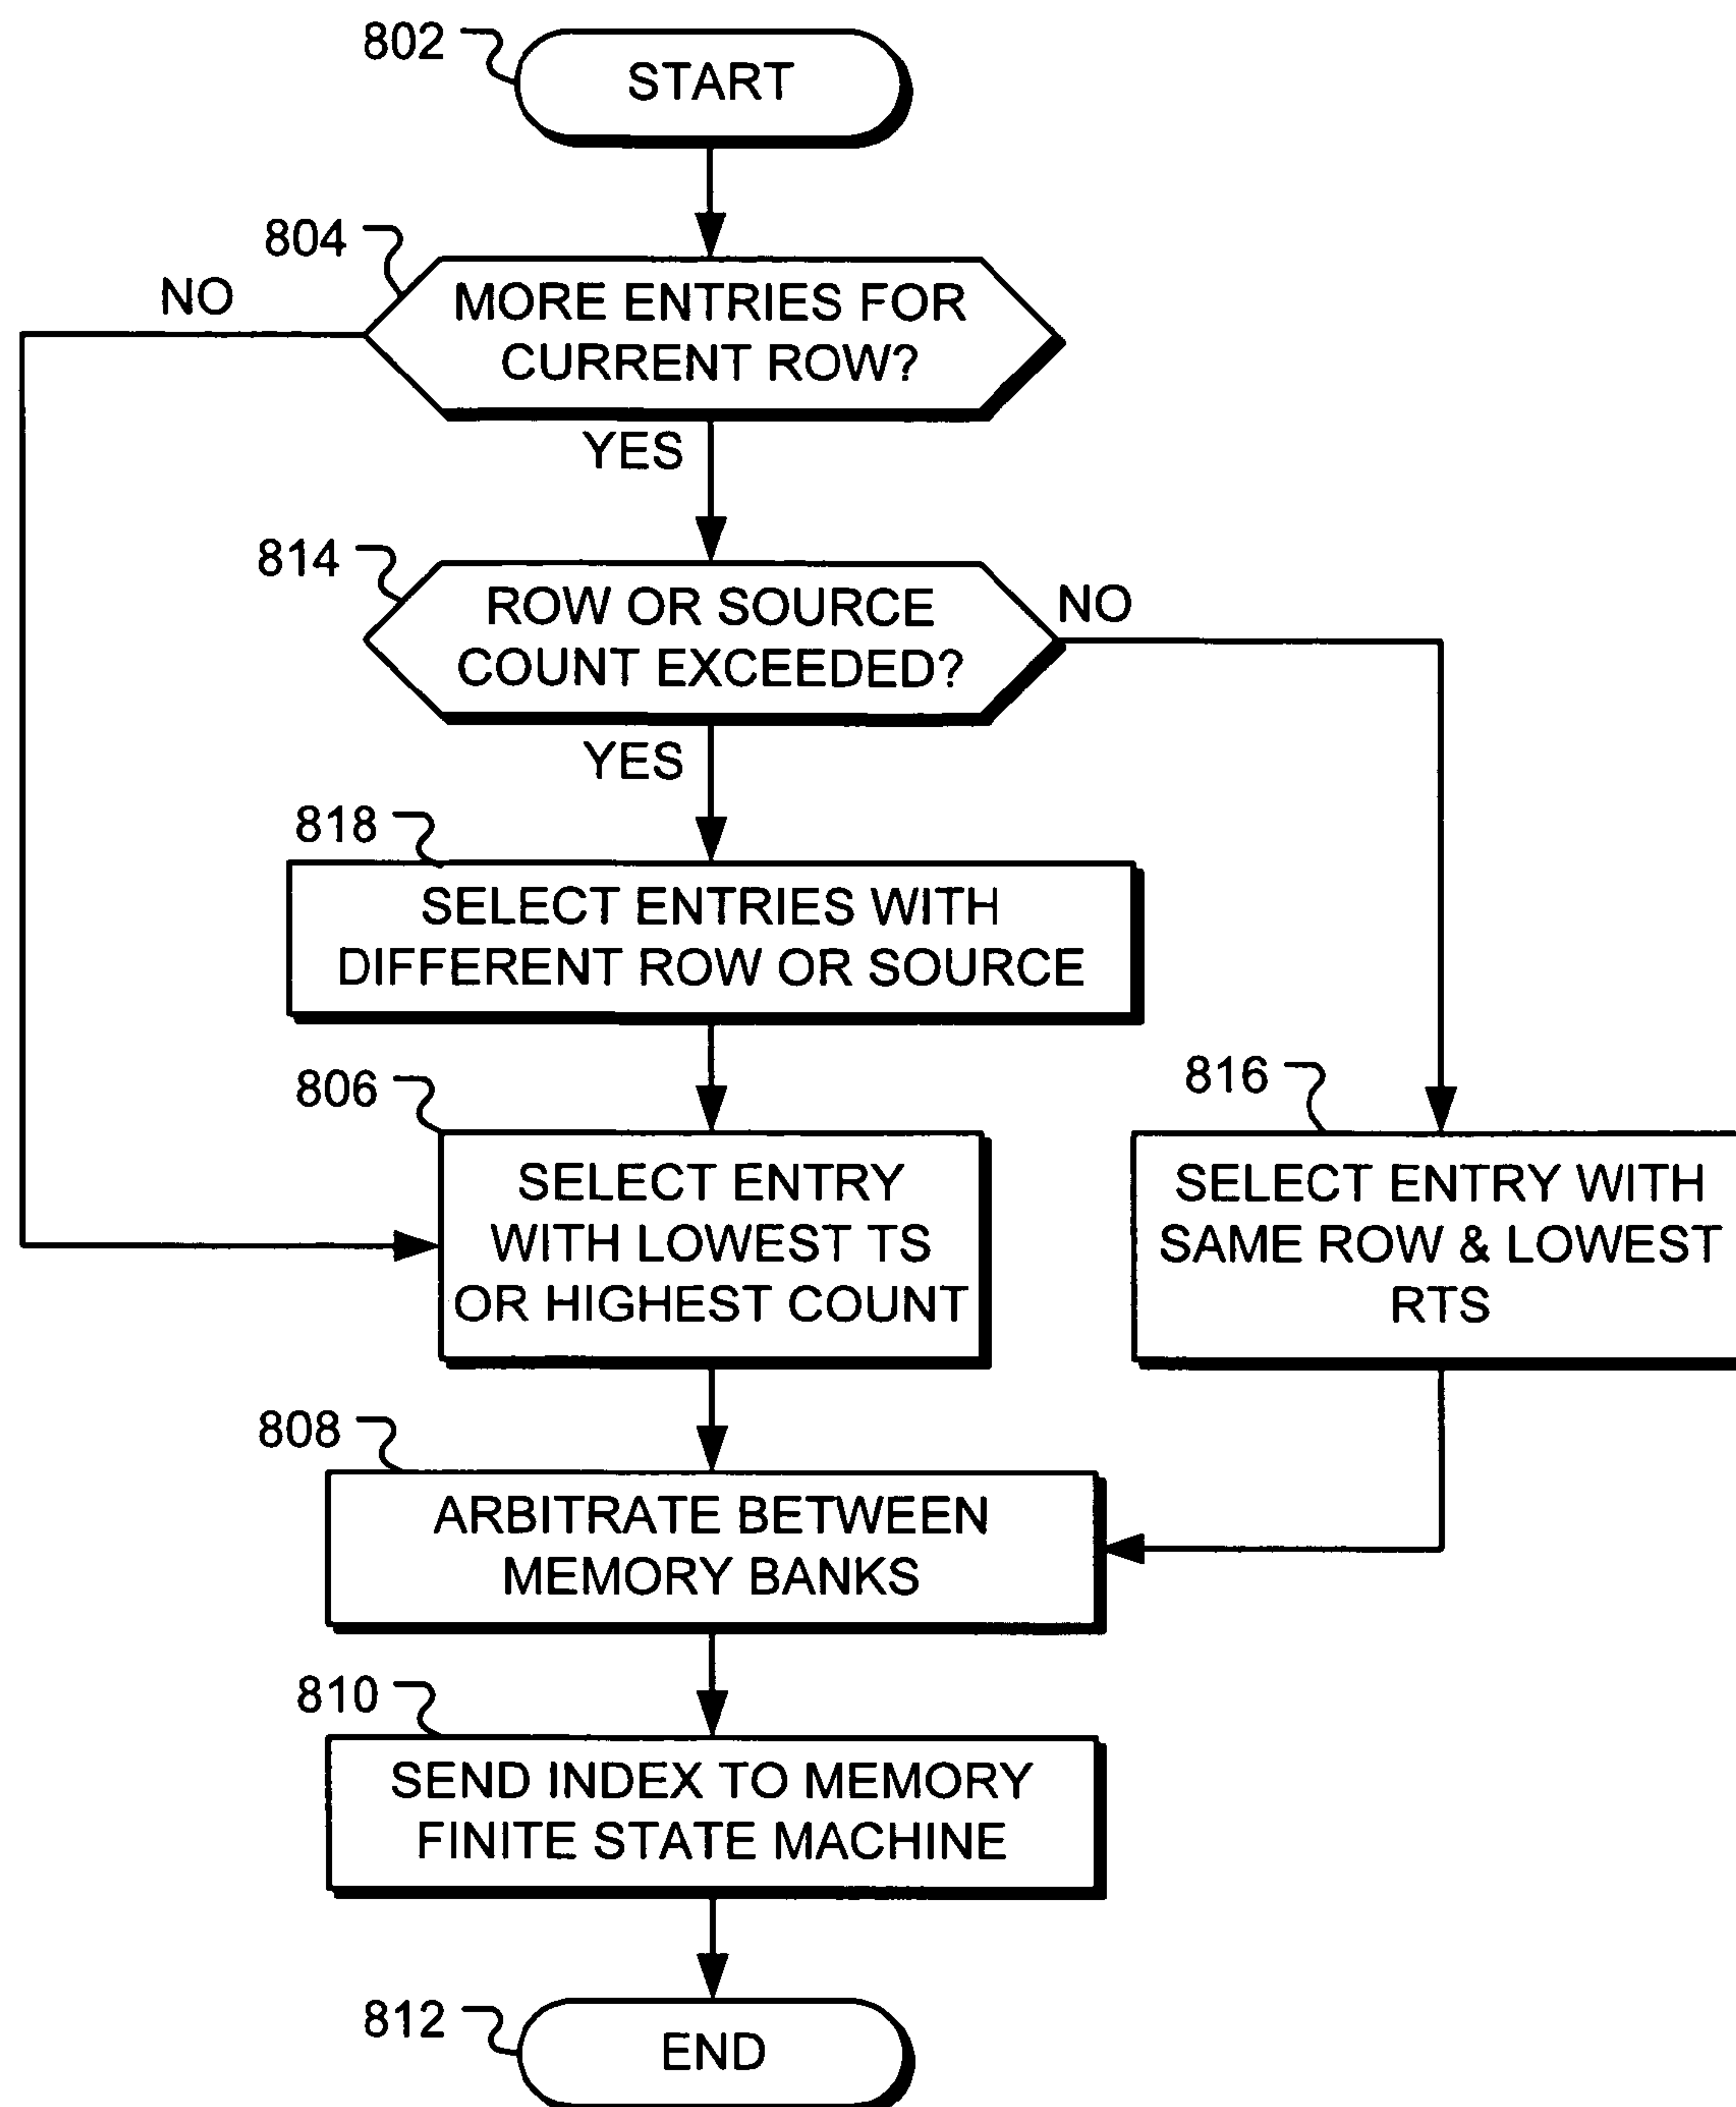 802
START
804
NO
MORE ENTRIES FOR
CURRENT ROW?
YES
814
ROW OR SOURCE
COUNT EXCEEDED?
NO
YES
818
SELECT ENTRIES WITH
DIFFERENT ROW OR SOURCE
806
SELECT ENTRY
WITH LOWEST TS
OR HIGHEST COUNT
816
SELECT ENTRY WITH
SAME ROW & LOWEST
RTS
808
ARBITRATE BETWEEN
MEMORY BANKS
810
SEND INDEX TO MEMORY
FINITE STATE MACHINE
812
END